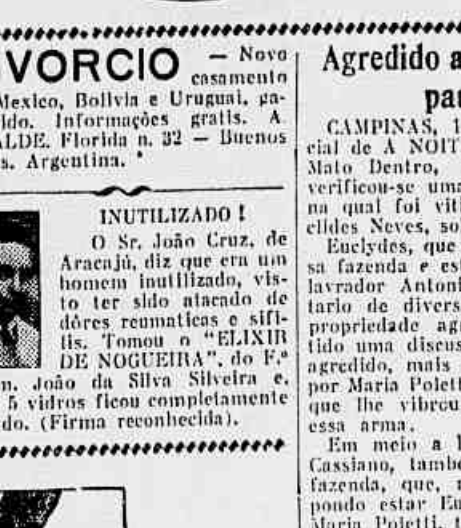 VORCIO — Novo
casamento
Mexico, Bolivia e Uruguai, ga-
ido. Informações gratis. A.
ALDE. Florida n. 32 — Buenos
s. Argentina.
INUTILIZADO!
O Sr. João Cruz, de
Aracajú, diz que era um
homem inutilizado, vis-
to ter sido atacado de
dôres reumaticas e sifi-
lis. Tomou o "ELIXIR
DE NOGUEIRA", do F.º
m. João da Silva Silveira e,
5 vidros ficou completamente
do. (Firma reconhecida).
Agredido a
pa
CAMPINAS, 1
cial de A NOIT
Mato Dentro,
verificou-se uma
na qual foi vit
clides Neves, so
Euclydes, que
sa fazenda e es
lavrador Antoni
tario de divers
propriedade ag
tido uma discus
agredido, mais
por Maria Polett
que lhe vibrou
essa arma.
Em meio a l
Cassiano, tambe
fazenda, que,
pondo estar Eu
Maria Poletti, t